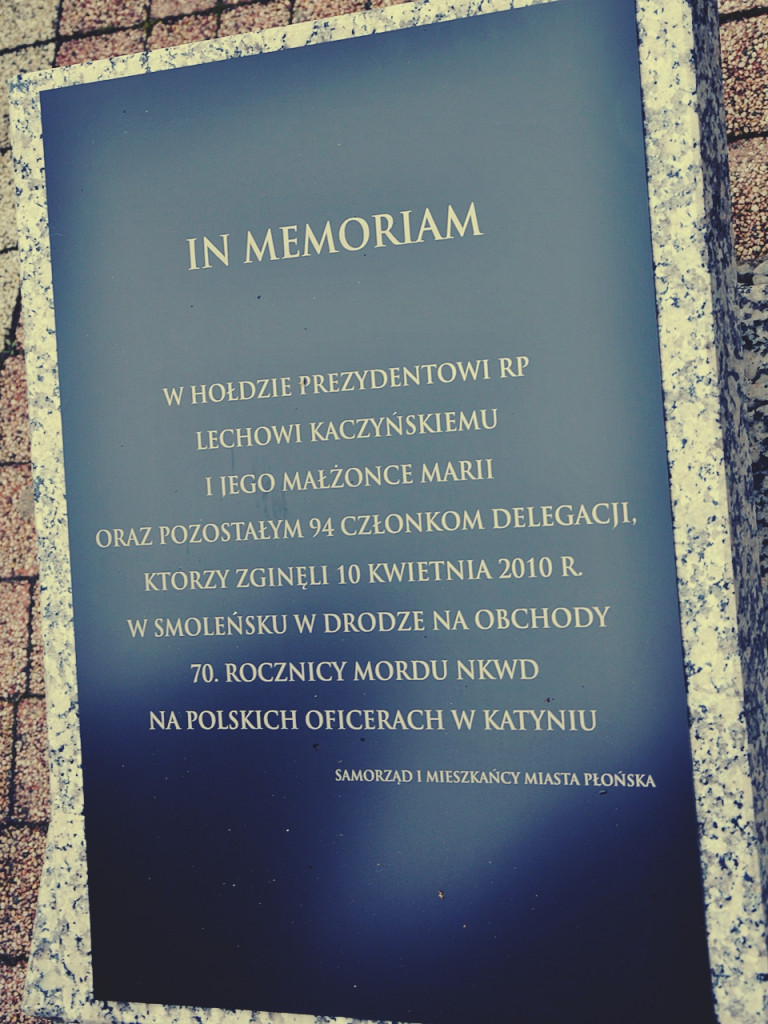 IN MEMORIAM
W HOŁDZIE PREZYDENTOWI RP
LECHOWI KACZYŃSKIEMU
I JEGO MAŁŻONCE MARII
ORAZ POZOSTAŁYM 94 CZŁONKOM DELEGACJI,
KTORZY ZGINĘLI 10 KWIETNIA 2010 R.
W SMOLEŃSKU W DRODZE NA OBCHODY
70. ROCZNICY MORDU NKWD
NA POLSKICH OFICERACH W KATYNIU
SAMORZĄD I MIESZKAŃCY MIASTA PŁOŃSKA